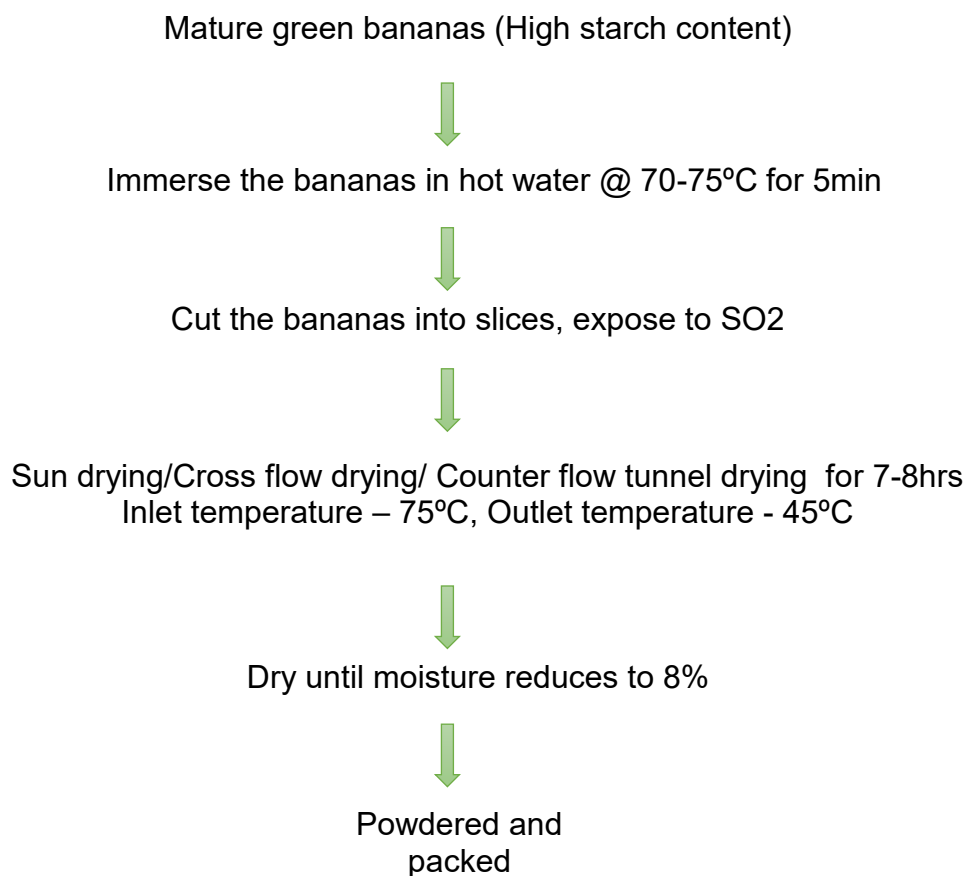 Mature green bananas (High starch content)
Immerse the bananas in hot water @ 70-75ºC for 5min
Cut the bananas into slices, expose to SO2
Sun drying/Cross flow drying/ Counter flow tunnel drying  for 7-8hrs
Inlet temperature – 75ºC, Outlet temperature - 45ºC
Dry until moisture reduces to 8%
Powdered and
packed